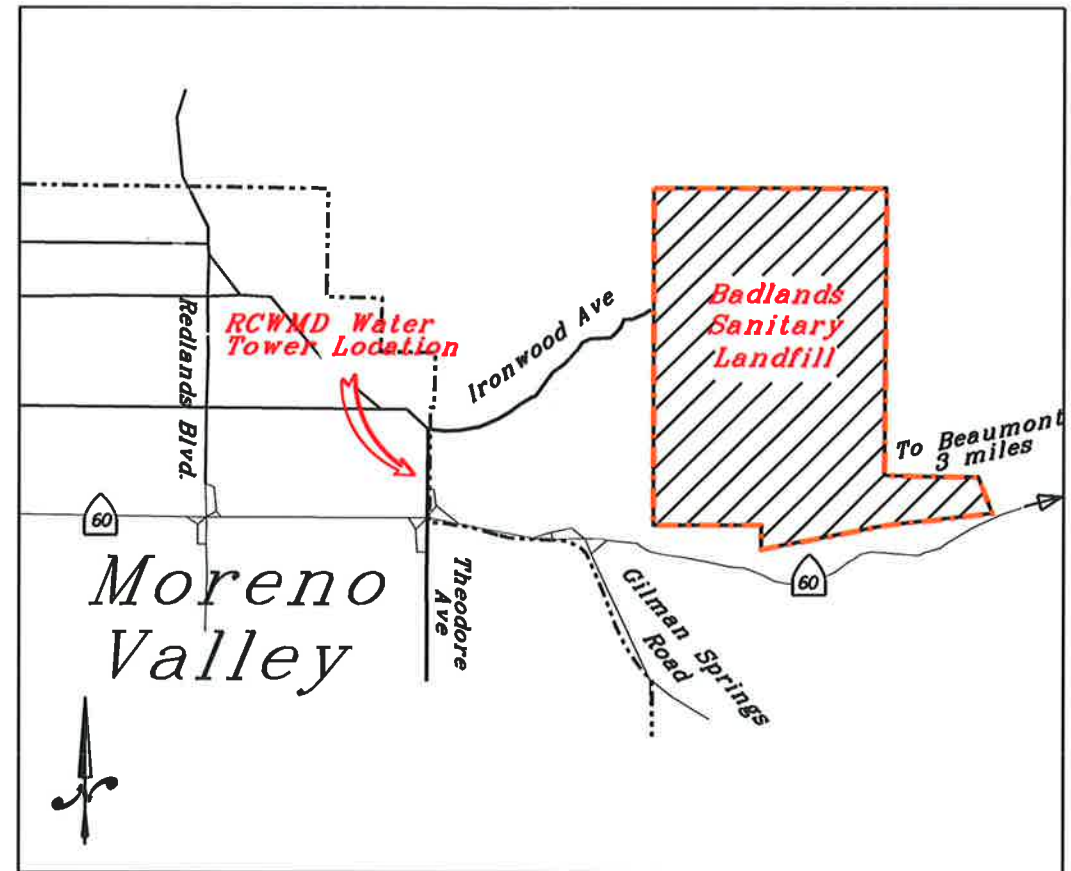 Redlands Blvd.
RCWMD Water
Tower Location
Ironwood Ave
Badlands
Sanitary
Landfill
To Beaumont
3 miles
60
60
Moreno
Valley
Theodore
Ave
Gilman Springs
Road